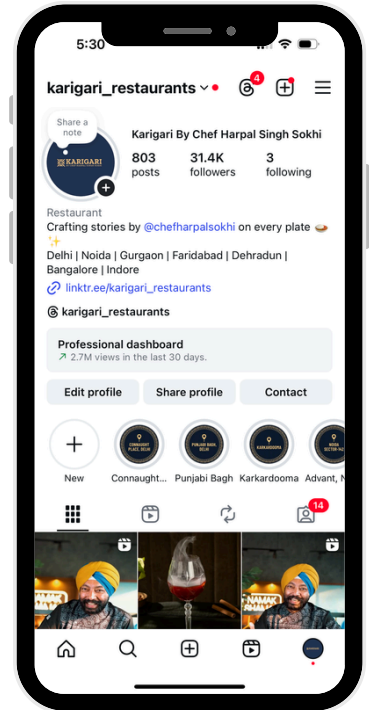 5:30
karigari_restaurants
4
Share a
note
KARIGARI
Karigari By Chef Harpal Singh Sokhi
803 31.4K 3
posts followers following
Restaurant
Crafting stories by @chefharpalsokhi on every plate 🍛
✨
Delhi | Noida | Gurgaon | Faridabad | Dehradun |
Bangalore | Indore
linktr.ee/karigari_restaurants
karigari_restaurants
Professional dashboard
2.7M views in the last 30 days.
Edit profile Share profile Contact
CONNAUGHT
PLACE, DELHI
PUNJABI BAGH
DELHI
KARKARDOOMA
NOIDA
New Connaught... Punjabi Bagh Karkardooma Advant, N
14
NAMAK